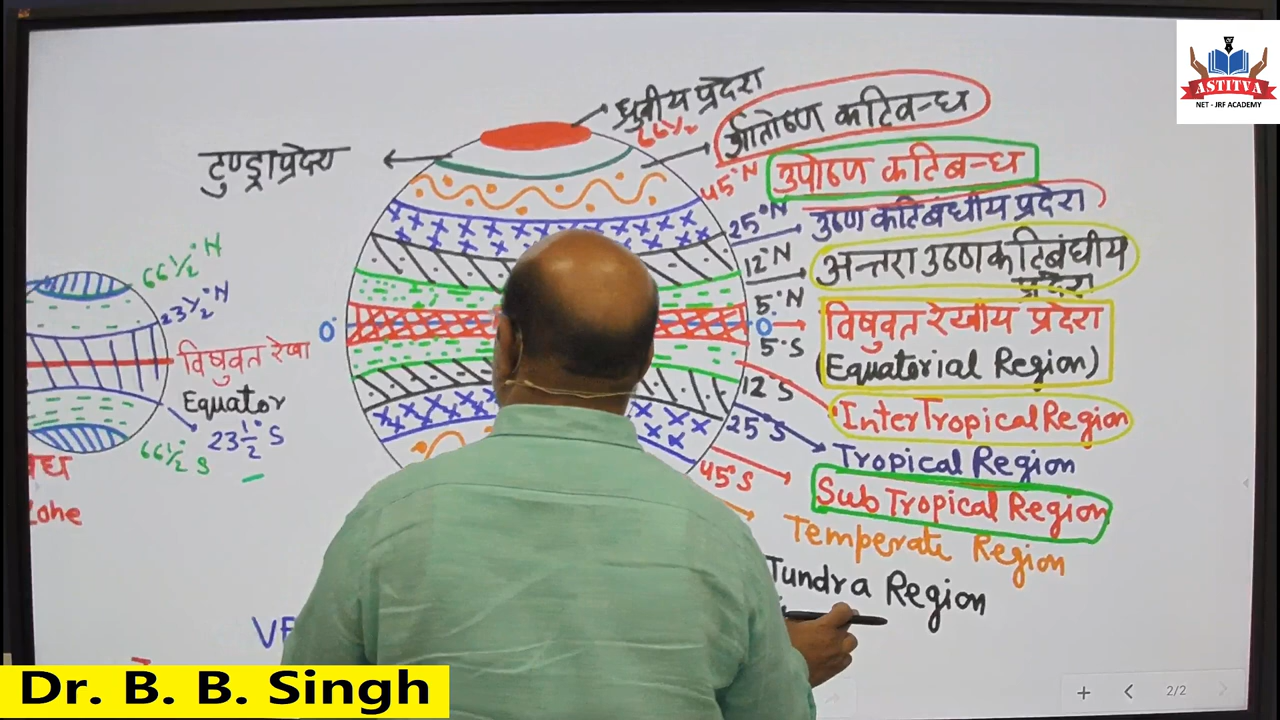 ASTITVA
NET - JRF ACADEMY
ध्रुवीय प्रदेश
66½
शीतोष्ण कटिबन्ध
टुण्ड्रा प्रदेश
45°N
उपोष्ण कटिबन्ध
25°N
उष्ण कटिबंधीय प्रदेश
12°N
अन्तरा उष्ण कटिबंधीय
प्रदेश
5°N
0°
0°
विषुवत रेखीय प्रदेश
5°S
(Equatorial Region)
12°S
InterTropical Region
25°S
Tropical Region
45°S
Sub Tropical Region
Temperate Region
Tundra Region
66½°N
23½°N
विषुवत रेखा
Equator
23½°S
66½°S
VE
Dr. B. B. Singh
2/2